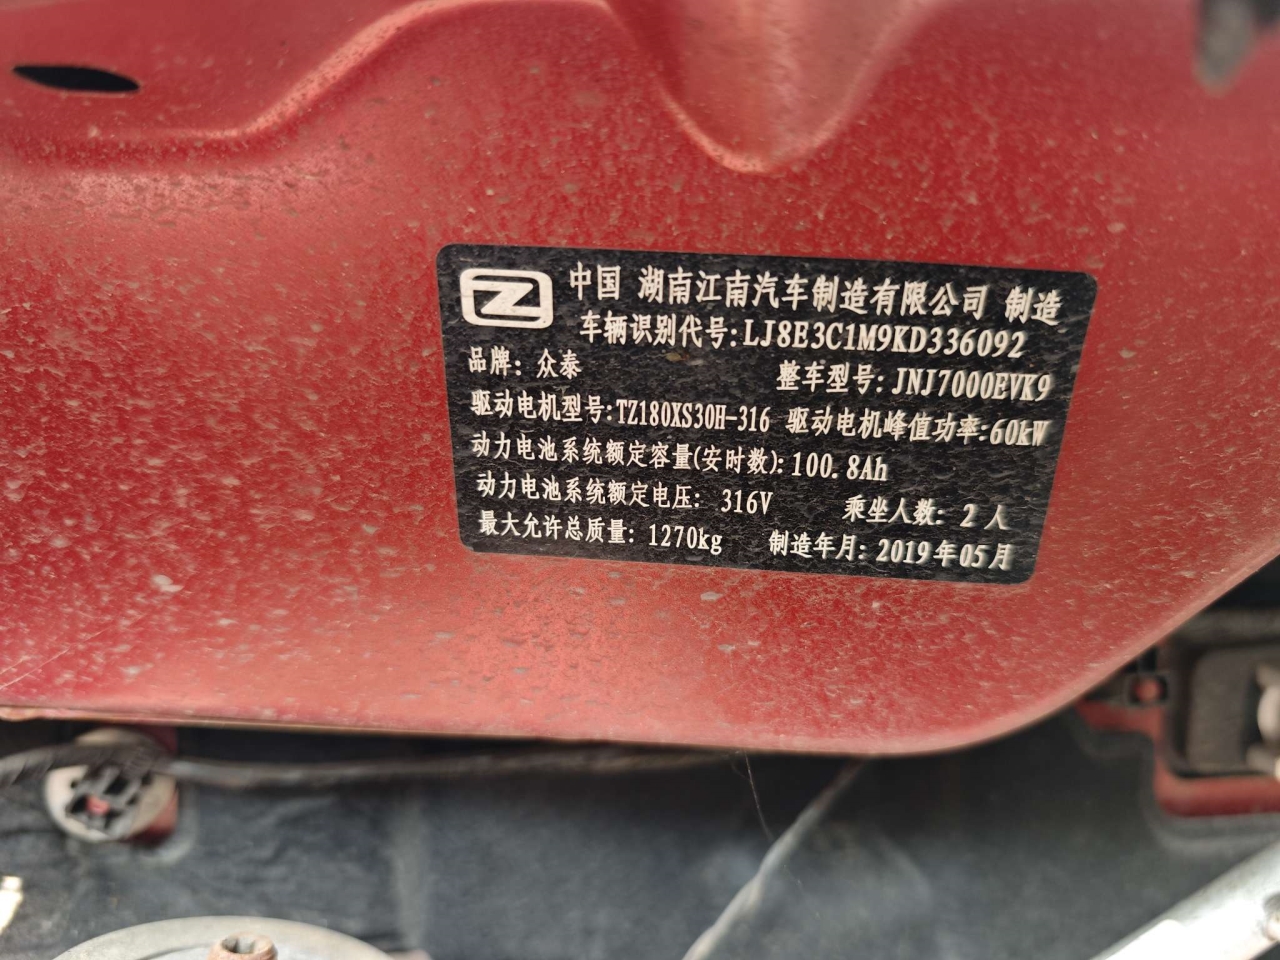 中国 湖南江南汽车制造有限公司 制造
车辆识别代号:LJ8E3C1M9KD336092
品牌: 众泰 整车型号: JNJ7000EVK9
驱动电机型号:TZ180XS30H-316 驱动电机峰值功率:60kW
动力电池系统额定容量(安时数):100.8Ah
动力电池系统额定电压: 316V 乘坐人数: 2人
最大允许总质量: 1270kg 制造年月: 2019年05月